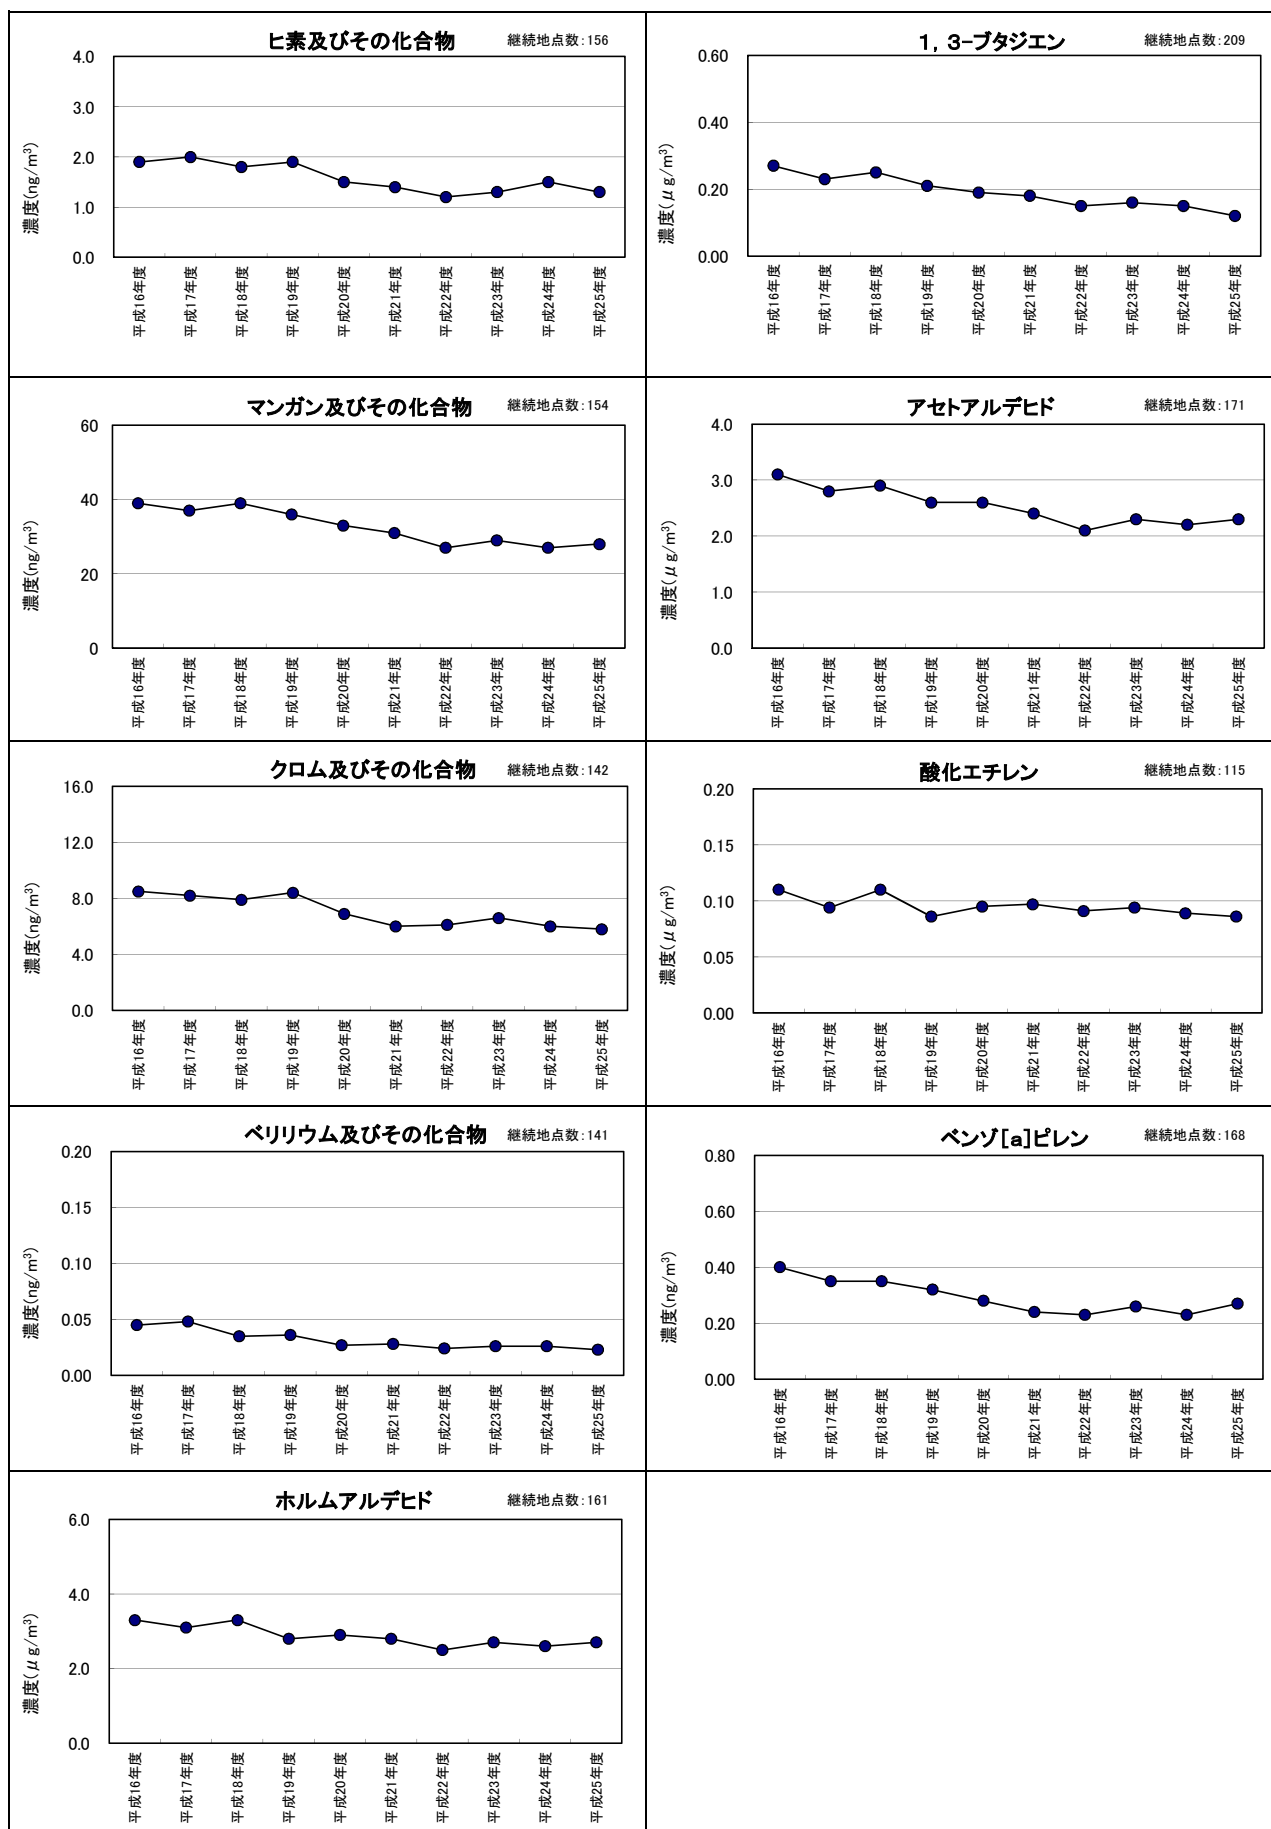 ヒ素及びその化合物 継続地点数：156
濃度(ng/m³)
4.0
3.0
2.0
1.0
0.0
平成16年度 平成17年度 平成18年度 平成19年度 平成20年度 平成21年度 平成22年度 平成23年度 平成24年度 平成25年度
1，3-ブタジエン 継続地点数：209
濃度(μg/m³)
0.60
0.40
0.20
0.00
平成16年度 平成17年度 平成18年度 平成19年度 平成20年度 平成21年度 平成22年度 平成23年度 平成24年度 平成25年度
マンガン及びその化合物 継続地点数：154
濃度(ng/m³)
60
40
20
0
平成16年度 平成17年度 平成18年度 平成19年度 平成20年度 平成21年度 平成22年度 平成23年度 平成24年度 平成25年度
アセトアルデヒド 継続地点数：171
濃度(μg/m³)
4.0
3.0
2.0
1.0
0.0
平成16年度 平成17年度 平成18年度 平成19年度 平成20年度 平成21年度 平成22年度 平成23年度 平成24年度 平成25年度
クロム及びその化合物 継続地点数：142
濃度(ng/m³)
16.0
12.0
8.0
4.0
0.0
平成16年度 平成17年度 平成18年度 平成19年度 平成20年度 平成21年度 平成22年度 平成23年度 平成24年度 平成25年度
酸化エチレン 継続地点数：115
濃度(μg/m³)
0.20
0.15
0.10
0.05
0.00
平成16年度 平成17年度 平成18年度 平成19年度 平成20年度 平成21年度 平成22年度 平成23年度 平成24年度 平成25年度
ベリリウム及びその化合物 継続地点数：141
濃度(ng/m³)
0.20
0.15
0.10
0.05
0.00
平成16年度 平成17年度 平成18年度 平成19年度 平成20年度 平成21年度 平成22年度 平成23年度 平成24年度 平成25年度
ベンゾ[a]ピレン 継続地点数：168
濃度(ng/m³)
0.80
0.60
0.40
0.20
0.00
平成16年度 平成17年度 平成18年度 平成19年度 平成20年度 平成21年度 平成22年度 平成23年度 平成24年度 平成25年度
ホルムアルデヒド 継続地点数：161
濃度(μg/m³)
6.0
4.0
2.0
0.0
平成16年度 平成17年度 平成18年度 平成19年度 平成20年度 平成21年度 平成22年度 平成23年度 平成24年度 平成25年度